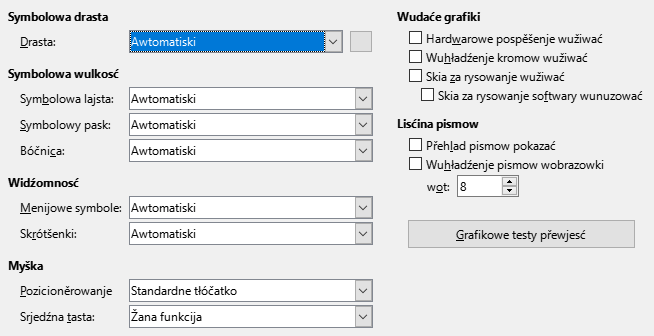 Symbolowa drasta
Drasta: Awtomatiski
Symbolowa wulkosć
Symbolowa lajsta: Awtomatiski
Symbolowy pask: Awtomatiski
Bóčnica: Awtomatiski
Widźomnosć
Menijowe symbole: Awtomatiski
Skrótšenki: Awtomatiski
Myška
Pozicioněrowanje Standardne tłóčatko
Srjedźna tasta: Žana funkcija
Wudaće grafiki
Hardwarowe pospěšenje wužiwać
Wuhładźenje kromow wužiwać
Skia za rysowanje wužiwać
Skia za rysowanje softwary wunuzować
Lisćina pismow
Přehlad pismow pokazać
Wuhładźenje pismow wobrazowki
wot: 8
Grafikowe testy přewjesć